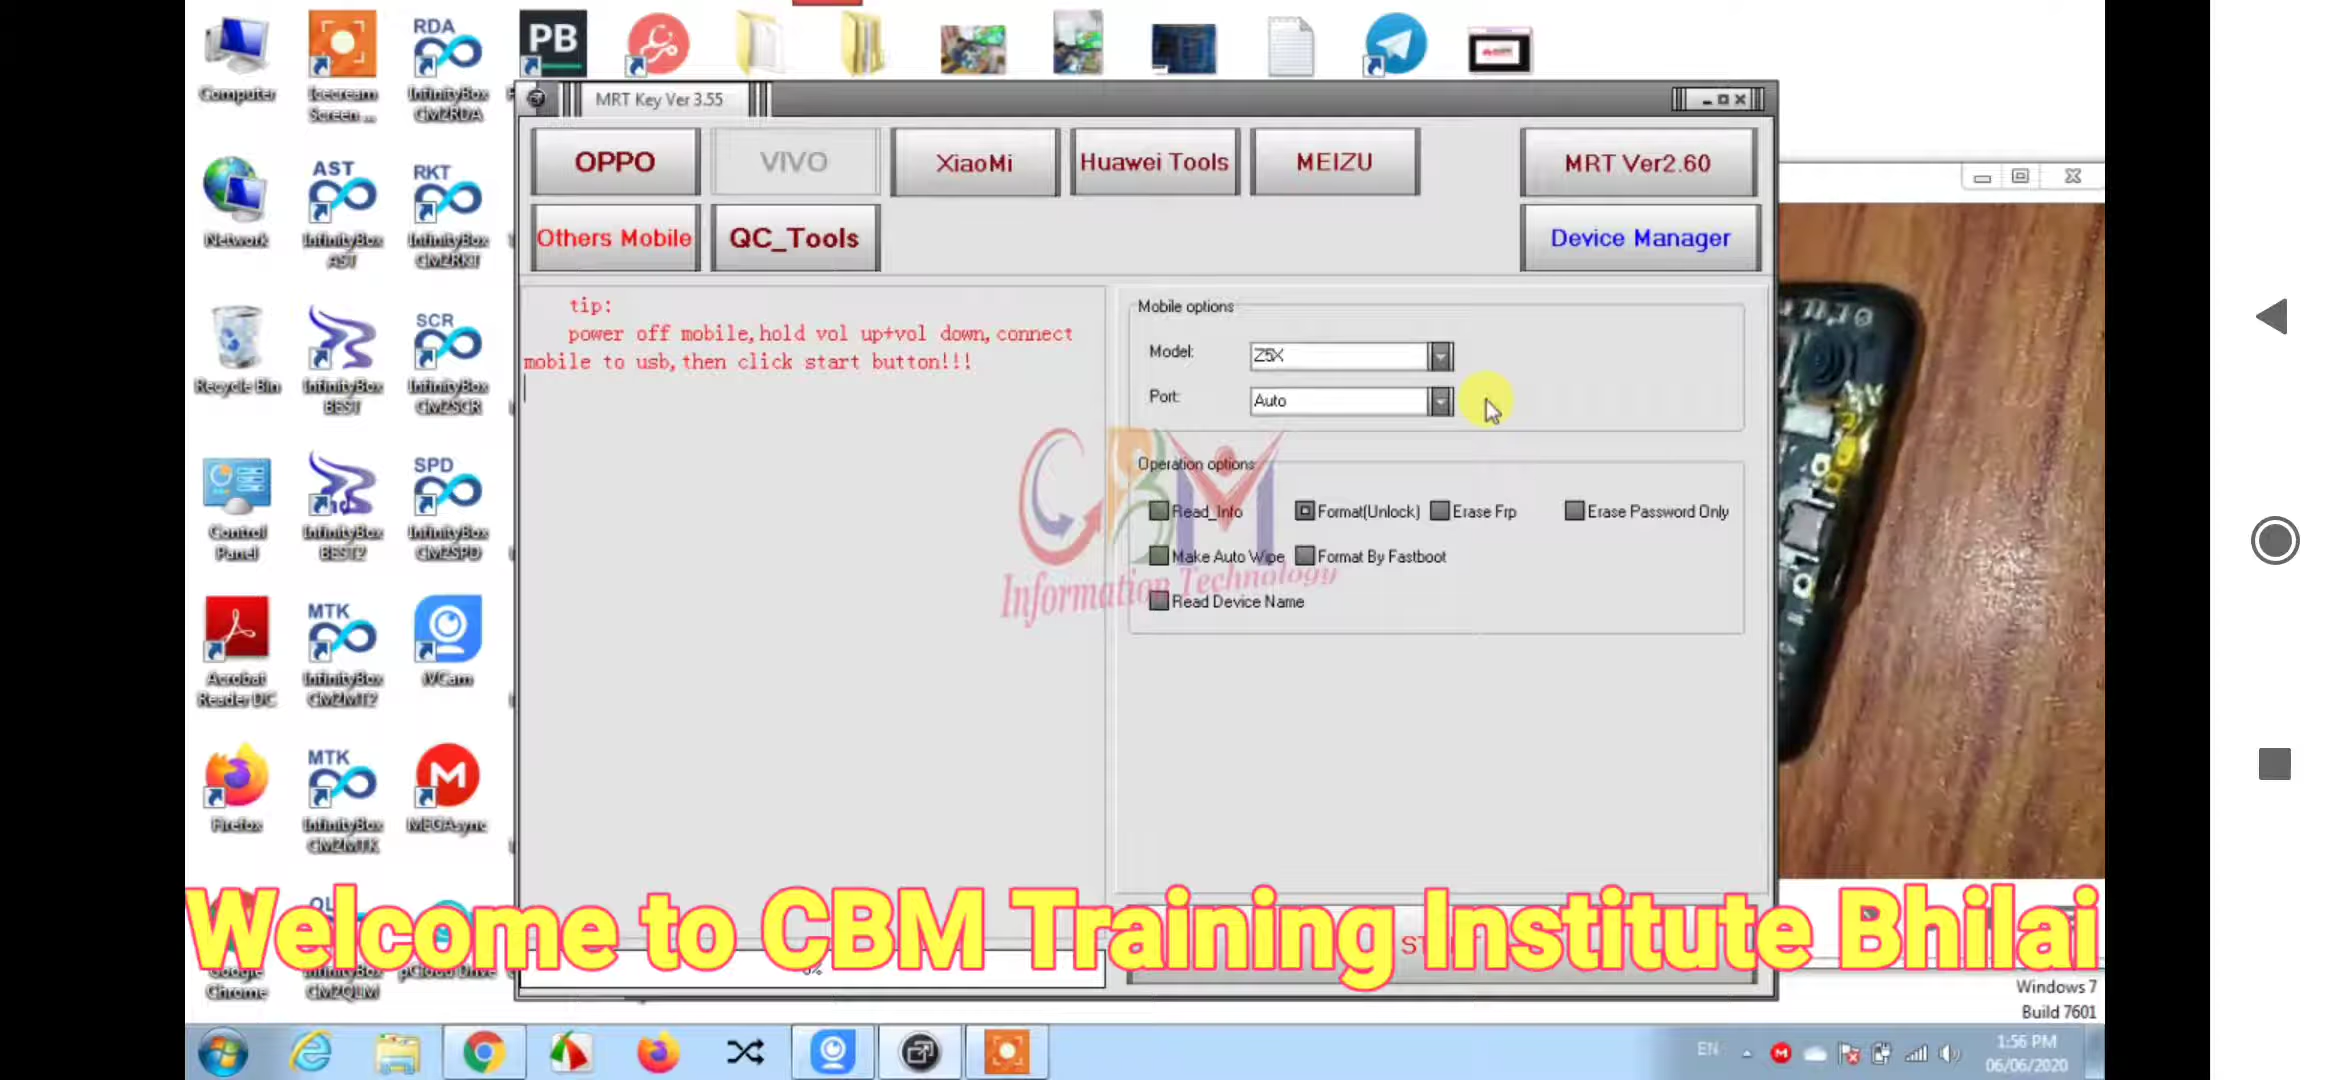 Computer
Icecream
Screen ...
RDA
InfinityBox
CM2RDA
PB
MRT Key Ver 3.55
OPPO
VIVO
XiaoMi
Huawei Tools
MEIZU
MRT Ver2.60
Others Mobile
QC_Tools
Device Manager
Network
AST
InfinityBox
AST
RKT
InfinityBox
CM2RKT
tip:
power off mobile,hold vol up+vol down,connect
mobile to usb,then click start button!!!
Mobile options
Model:
Z5X
Port:
Auto
Operation options
Read_Info
Format(Unlock)
Erase Frp
Erase Password Only
Make Auto Wipe
Format By Fastboot
Read Device Name
CBM
Information Technology
Recycle Bin
InfinityBox
BEST
SCR
InfinityBox
CM2SCR
Control
Panel
InfinityBox
BEST2
SPD
InfinityBox
CM2SPD
Acrobat
Reader DC
MTK
InfinityBox
CM2MT2
iVCam
Firefox
MTK
InfinityBox
CM2MTK
MEGAsync
Welcome to CBM Training Institute Bhilai
Google
Chrome
InfinityBox
CM2QLM
pCloud Drive
Windows 7
Build 7601
EN
1:56 PM
06/06/2020